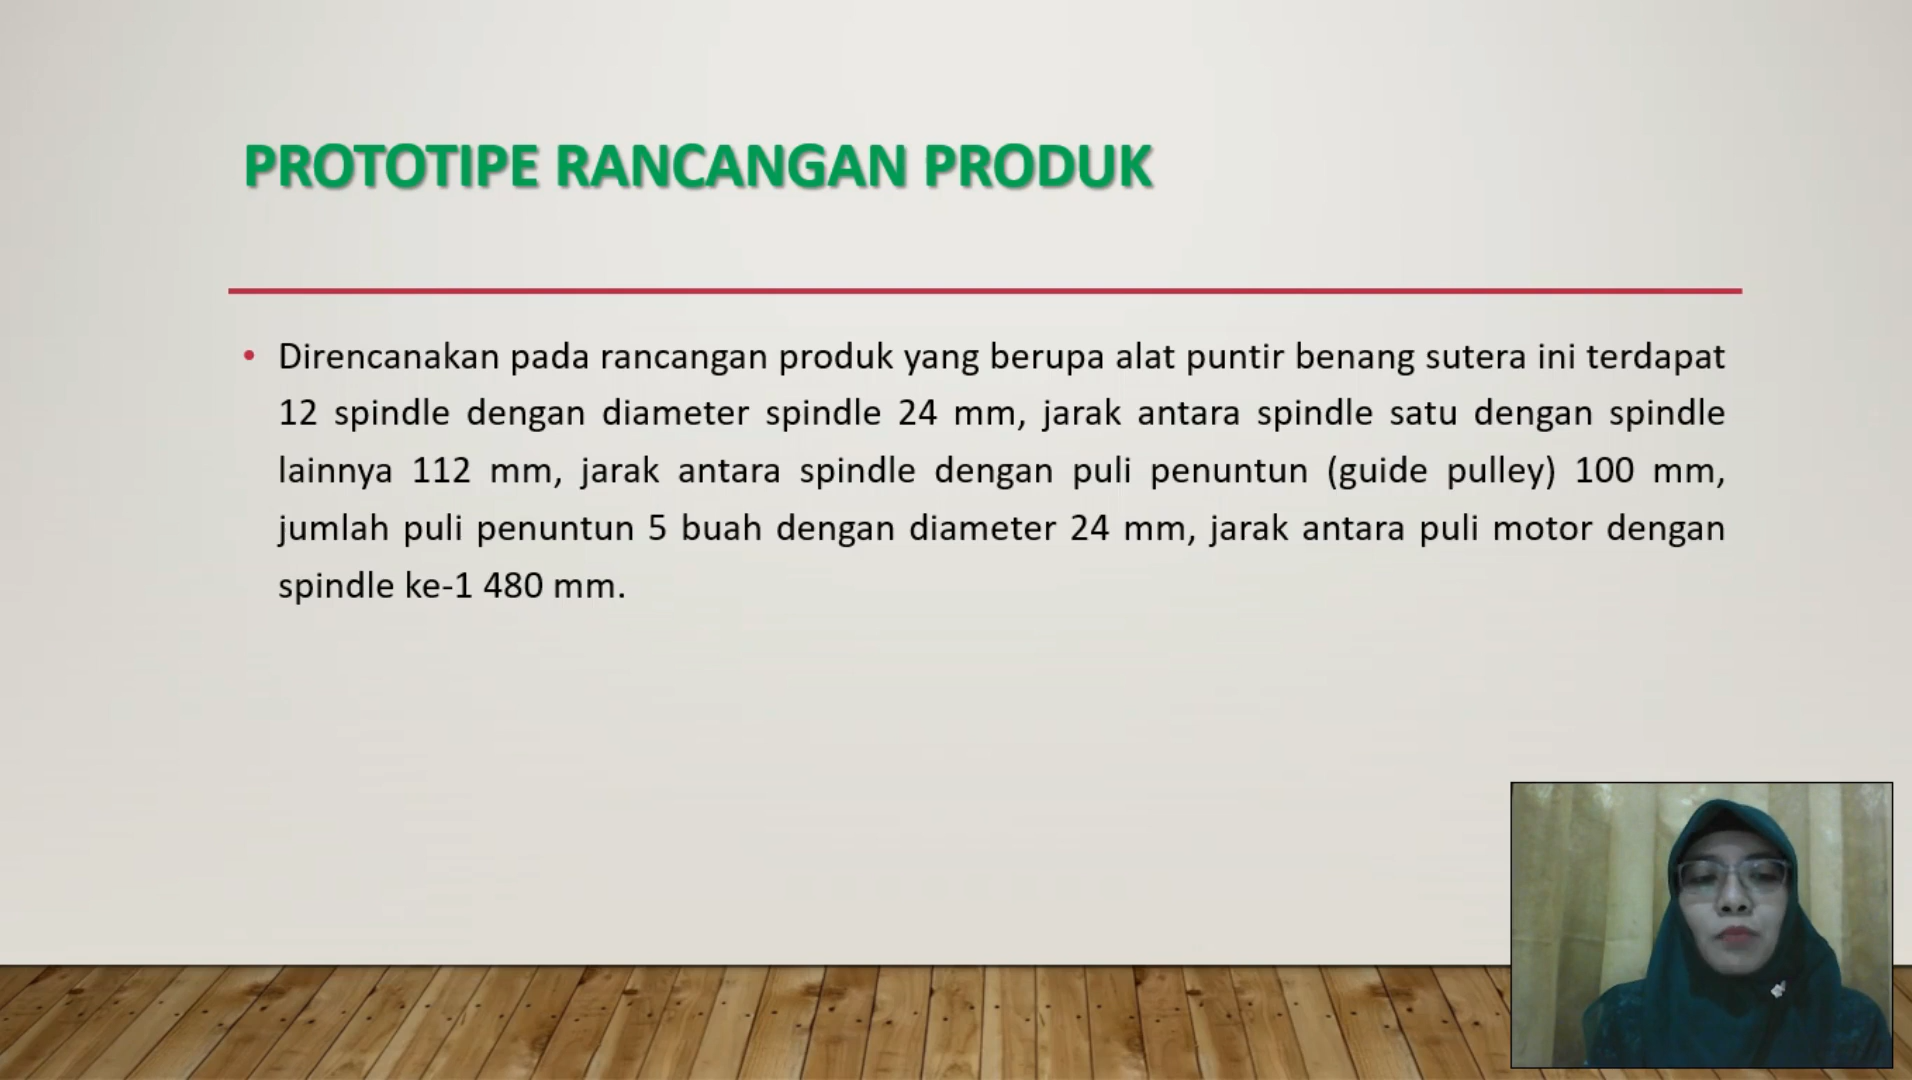 PROTOTIPE RANCANGAN PRODUK
• Direncanakan pada rancangan produk yang berupa alat puntir benang sutera ini terdapat
12 spindle dengan diameter spindle 24 mm, jarak antara spindle satu dengan spindle
lainnya 112 mm, jarak antara spindle dengan puli penuntun (guide pulley) 100 mm,
jumlah puli penuntun 5 buah dengan diameter 24 mm, jarak antara puli motor dengan
spindle ke-1 480 mm.